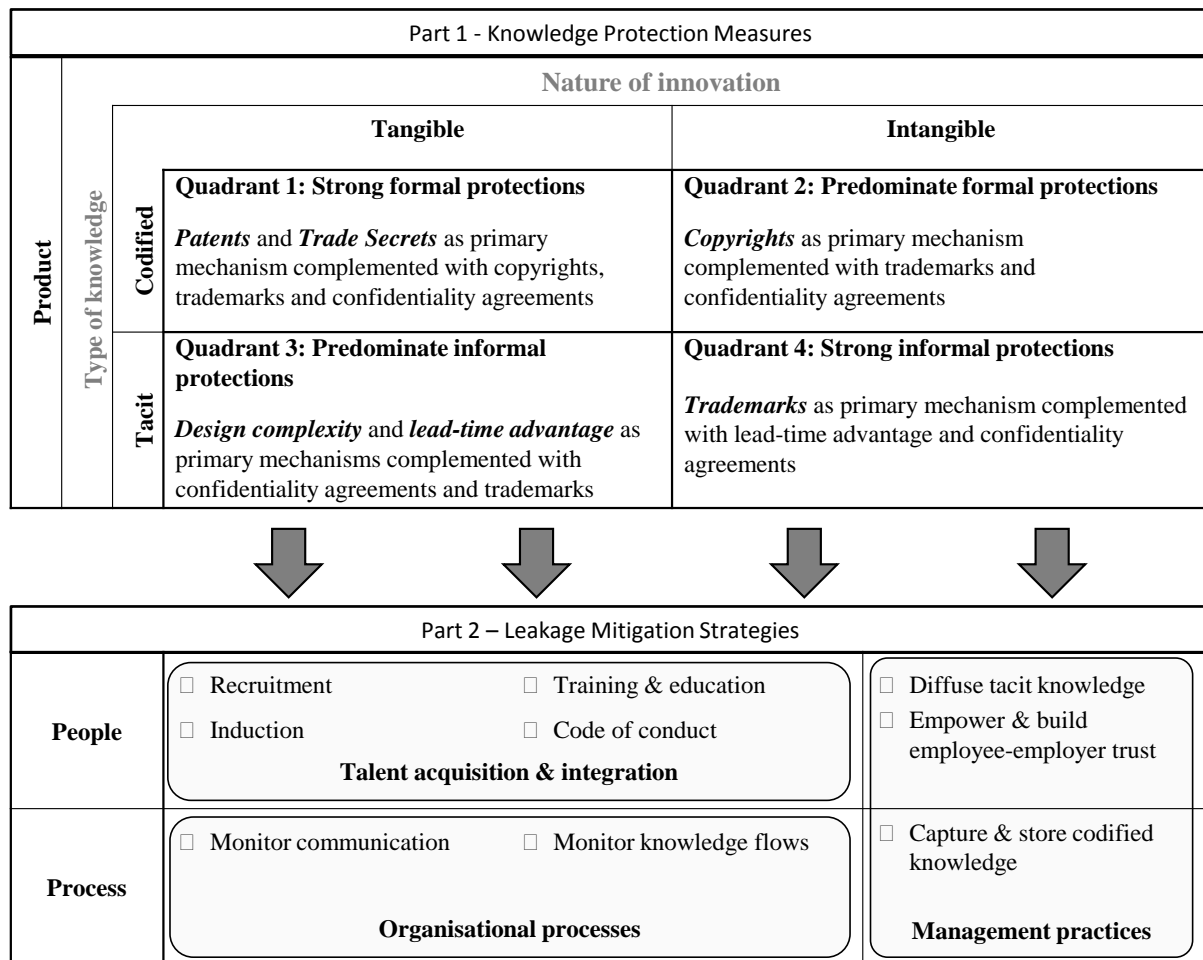 Part 1 - Knowledge Protection Measures
Nature of innovation
Tangible
Intangible
Product
Type of knowledge
Codified
Quadrant 1: Strong formal protections
Patents and Trade Secrets as primary
mechanism complemented with copyrights,
trademarks and confidentiality agreements
Quadrant 2: Predominate formal protections
Copyrights as primary mechanism
complemented with trademarks and
confidentiality agreements
Tacit
Quadrant 3: Predominate informal
protections
Design complexity and lead-time advantage as
primary mechanisms complemented with
confidentiality agreements and trademarks
Quadrant 4: Strong informal protections
Trademarks as primary mechanism complemented
with lead-time advantage and confidentiality
agreements
Part 2 – Leakage Mitigation Strategies
People
□ Recruitment
□ Training & education
□ Induction
□ Code of conduct
Talent acquisition & integration
□ Diffuse tacit knowledge
□ Empower & build
employee-employer trust
Process
□ Monitor communication
□ Monitor knowledge flows
Organisational processes
□ Capture & store codified
knowledge
Management practices